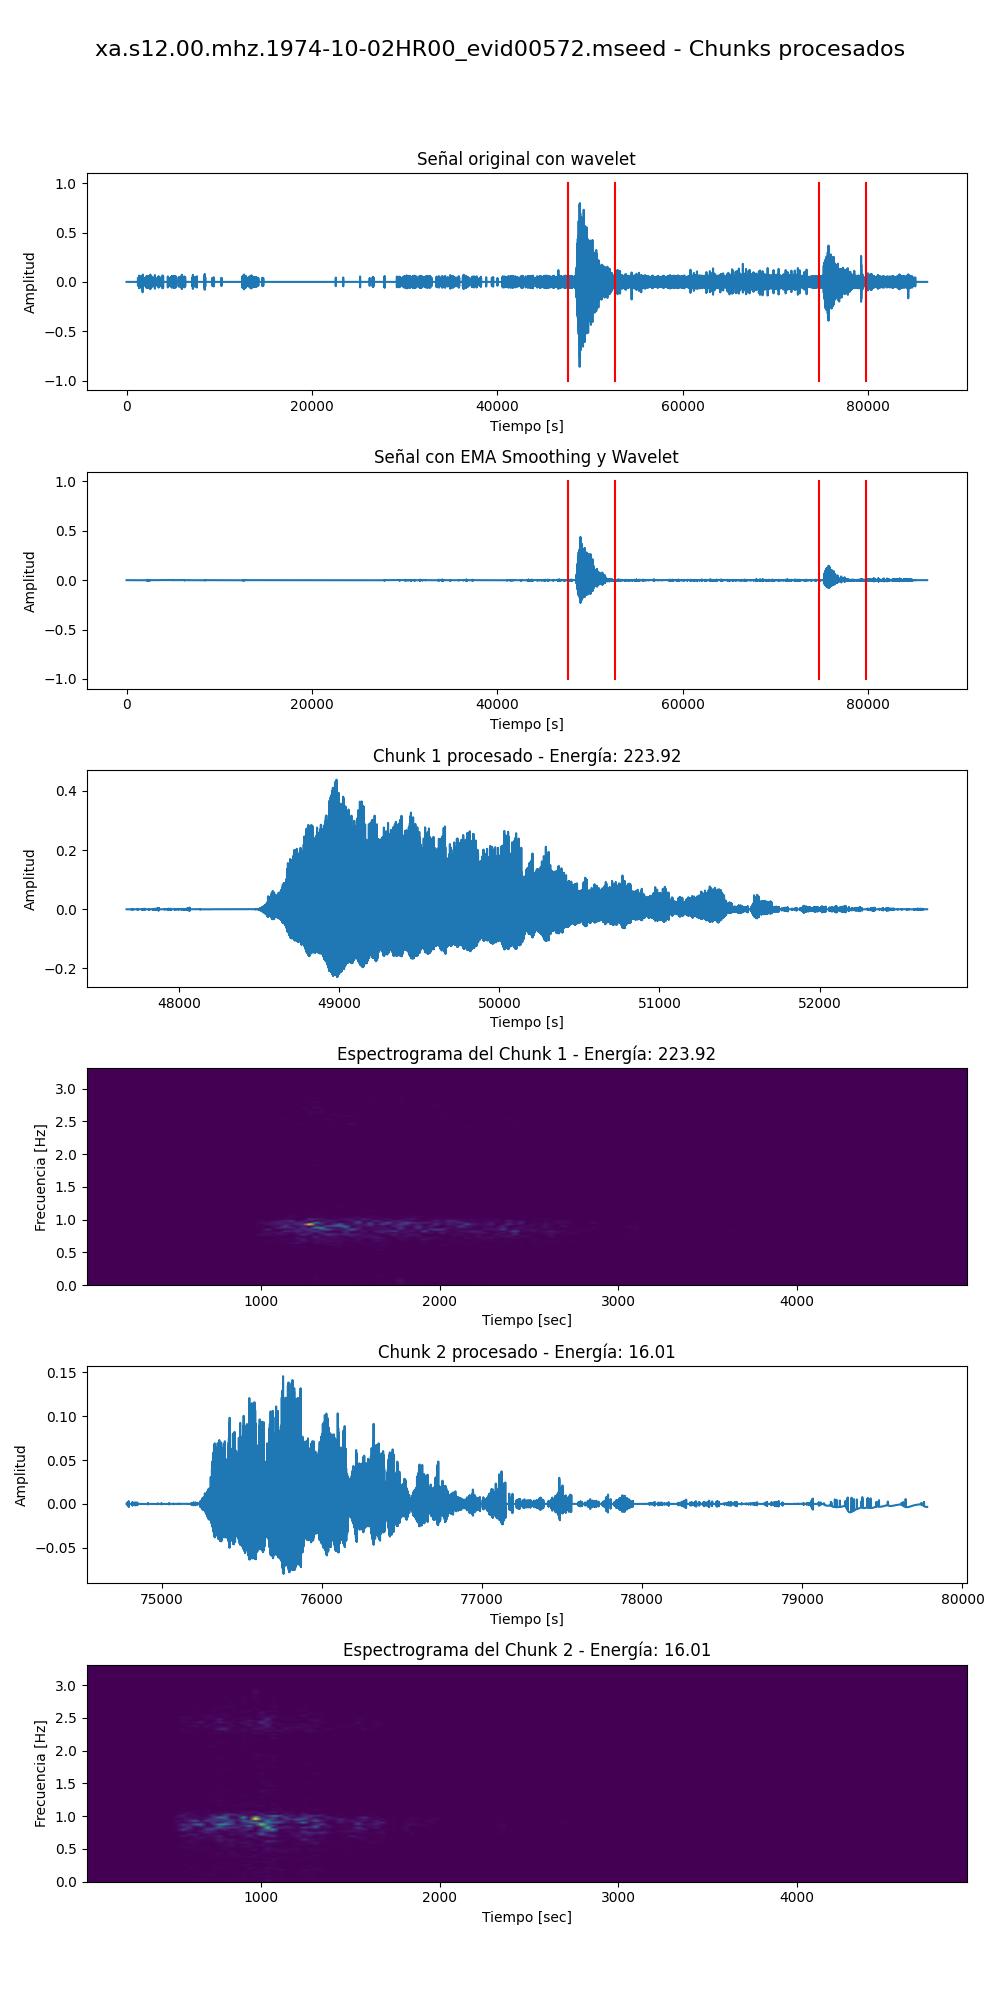 xa.s12.00.mhz.1974-10-02HR00_evid00572.mseed - Chunks procesados
Señal original con wavelet
Amplitud
1.0
0.5
0.0
−0.5
−1.0
0 20000 40000 60000 80000
Tiempo [s]
Señal con EMA Smoothing y Wavelet
Amplitud
1.0
0.5
0.0
−0.5
−1.0
0 20000 40000 60000 80000
Tiempo [s]
Chunk 1 procesado - Energía: 223.92
Amplitud
0.4
0.2
0.0
−0.2
48000 49000 50000 51000 52000
Tiempo [s]
Espectrograma del Chunk 1 - Energía: 223.92
Frecuencia [Hz]
3.0
2.5
2.0
1.5
1.0
0.5
0.0
1000 2000 3000 4000
Tiempo [sec]
Chunk 2 procesado - Energía: 16.01
Amplitud
0.15
0.10
0.05
0.00
−0.05
75000 76000 77000 78000 79000 80000
Tiempo [s]
Espectrograma del Chunk 2 - Energía: 16.01
Frecuencia [Hz]
3.0
2.5
2.0
1.5
1.0
0.5
0.0
1000 2000 3000 4000
Tiempo [sec]